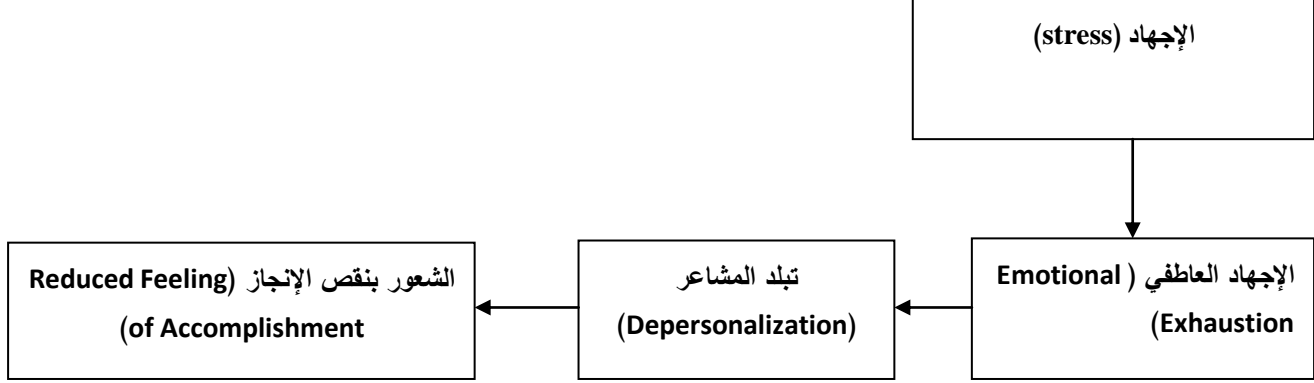 الإجهاد (stress)
الإجهاد العاطفي (Emotional
Exhaustion)
تبلد المشاعر
(Depersonalization)
الشعور بنقص الإنجاز (Reduced Feeling
of Accomplishment)